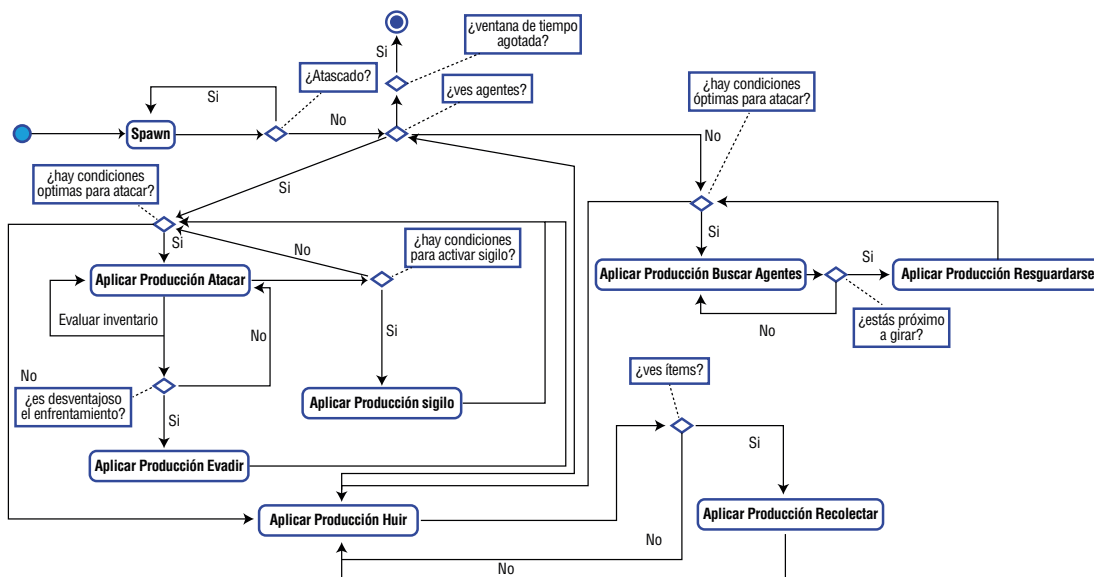 ¿ventana de tiempo
agotada?
Si
¿Atascado?
¿ves agentes?
¿hay condiciones
óptimas para atacar?
Si
No
Spawn
No
¿hay condiciones
optimas para atacar?
Si
Si
No
¿hay condiciones
para activar sigilo?
Si
Aplicar Producción Atacar
Aplicar Producción Buscar Agentes
Si
Aplicar Producción Resguardarse
Evaluar inventario
No
Si
No
¿estás próximo
a girar?
No
¿es desventajoso
el enfrentamiento?
¿ves ítems?
Aplicar Producción sigilo
Si
Si
Aplicar Producción Evadir
Aplicar Producción Huir
Aplicar Producción Recolectar
No
No